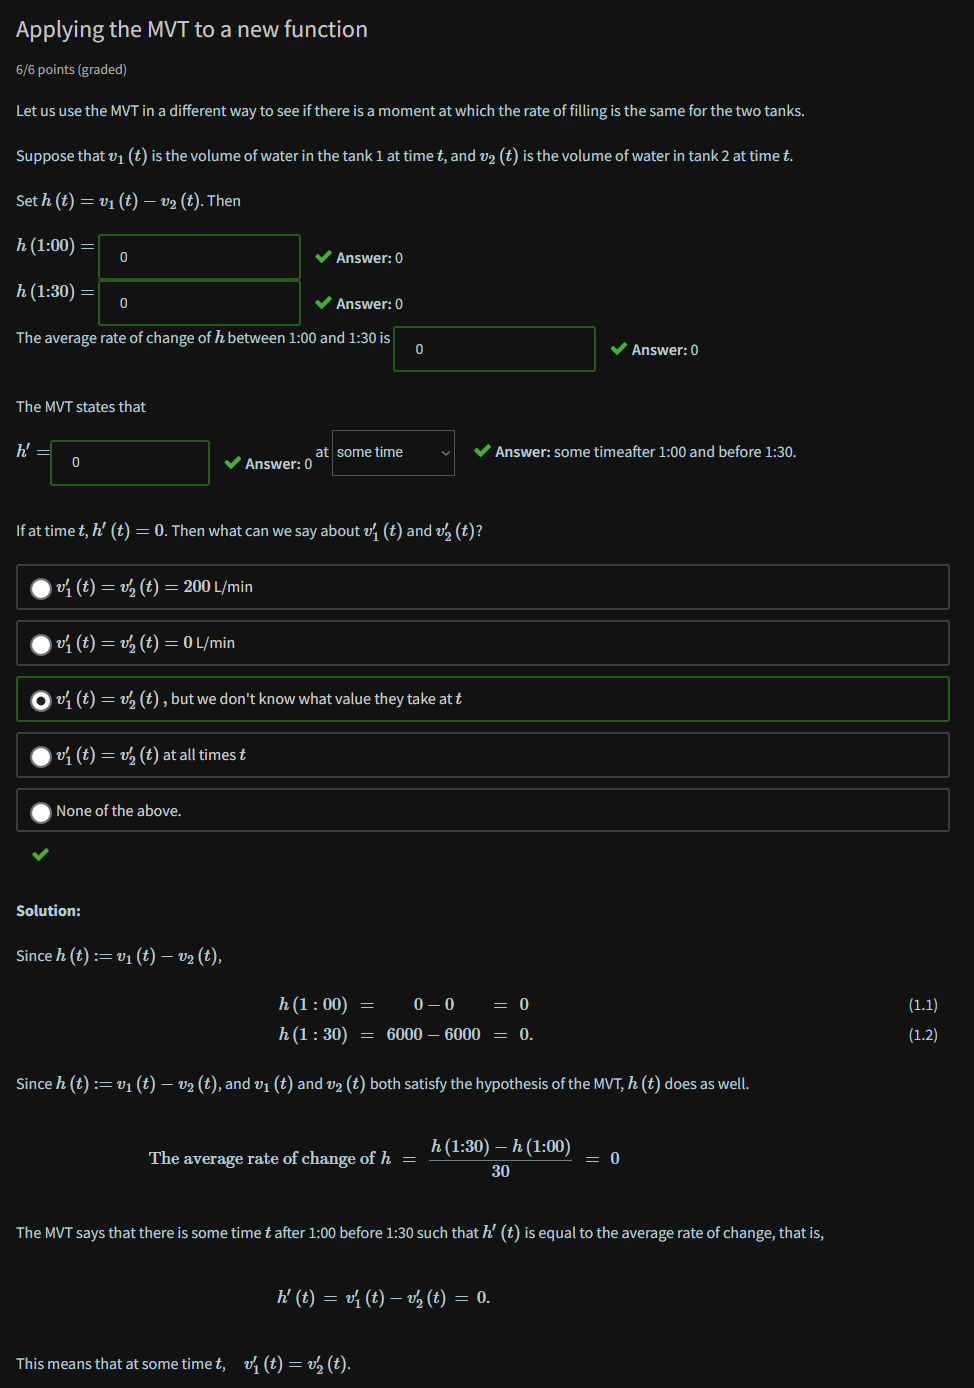 Applying the MVT to a new function
6/6 points (graded)
Let us use the MVT in a different way to see if there is a moment at which the rate of filling is the same for the two tanks.
Suppose that v₁ (t) is the volume of water in the tank 1 at time t, and v₂ (t) is the volume of water in tank 2 at time t.
Set h (t) = v₁ (t) − v₂ (t). Then
h (1:00) = 0 ✔ Answer: 0
h (1:30) = 0 ✔ Answer: 0
The average rate of change of h between 1:00 and 1:30 is 0 ✔ Answer: 0
The MVT states that
h′ = 0 ✔ Answer: 0 at some time ✔ Answer: some timeafter 1:00 and before 1:30.
If at time t, h′ (t) = 0. Then what can we say about v₁′ (t) and v₂′ (t)?
v₁′ (t) = v₂′ (t) = 200 L/min
v₁′ (t) = v₂′ (t) = 0 L/min
v₁′ (t) = v₂′ (t) , but we don't know what value they take at t
v₁′ (t) = v₂′ (t) at all times t
None of the above.
✔
Solution:
Since h (t) := v₁ (t) − v₂ (t),
h (1 : 00) = 0 − 0 = 0 (1.1)
h (1 : 30) = 6000 − 6000 = 0. (1.2)
Since h (t) := v₁ (t) − v₂ (t), and v₁ (t) and v₂ (t) both satisfy the hypothesis of the MVT, h (t) does as well.
The average rate of change of h = h (1:30) − h (1:00) / 30 = 0
The MVT says that there is some time t after 1:00 before 1:30 such that h′ (t) is equal to the average rate of change, that is,
h′ (t) = v₁′ (t) − v₂′ (t) = 0.
This means that at some time t, v₁′ (t) = v₂′ (t).